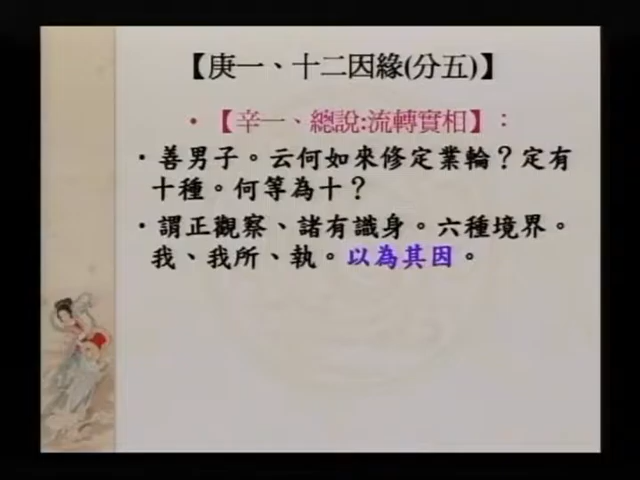 【庚一、十二因緣(分五)】
•【辛一、總說:流轉實相】：
•善男子。云何如來修定業輪？定有
十種。何等為十？
•謂正觀察、諸有識身。六種境界。
我、我所、執。以為其因。